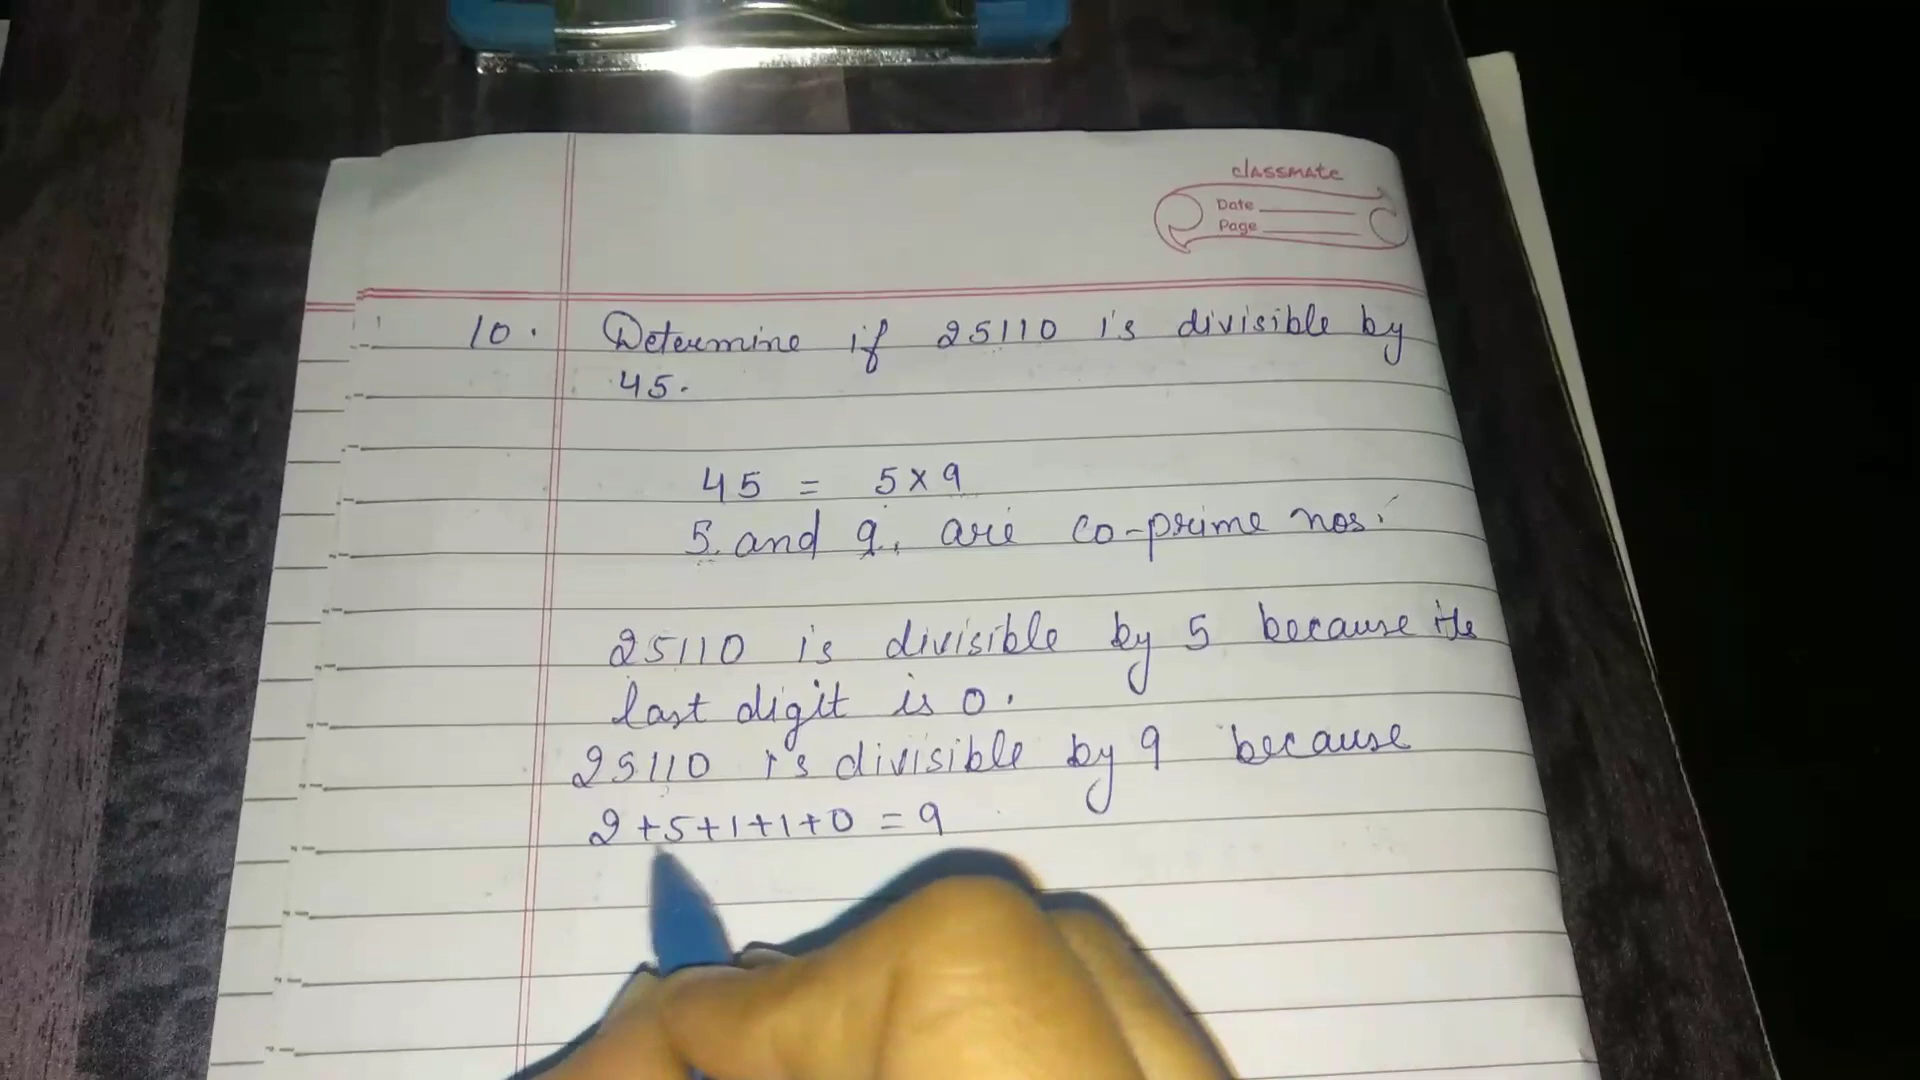 classmate
Date
Page
10. Determine if 25110 is divisible by
45.
45 = 5 x 9
5 and 9, are co-prime nos.
25110 is divisible by 5 because its
last digit is 0.
25110 is divisible by 9 because
2+5+1+1+0 = 9